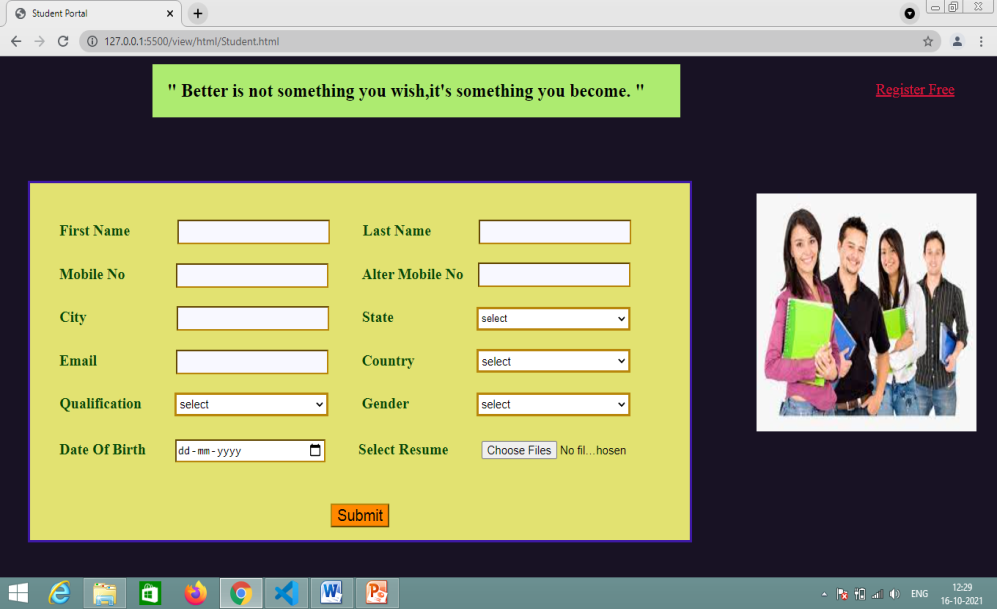 Student Portal
127.0.0.1:5500/view/html/Student.html
" Better is not something you wish,it's something you become. "
Register Free
First Name
Last Name
Mobile No
Alter Mobile No
City
State
select
Email
Country
select
Qualification
select
Gender
select
Date Of Birth
dd-mm-yyyy
Select Resume
Choose Files No fil...hosen
Submit
ENG
12:29
16-10-2021